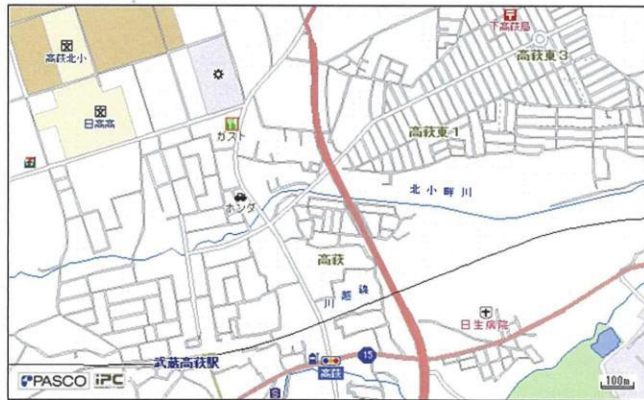 下高萩局
高萩東3
高萩北小
日高高
ガスト
高萩東1
北小畔川
ホンダ
高萩
川越線
日生病院
武蔵高萩駅
15
高萩
PASCO iPC
100m